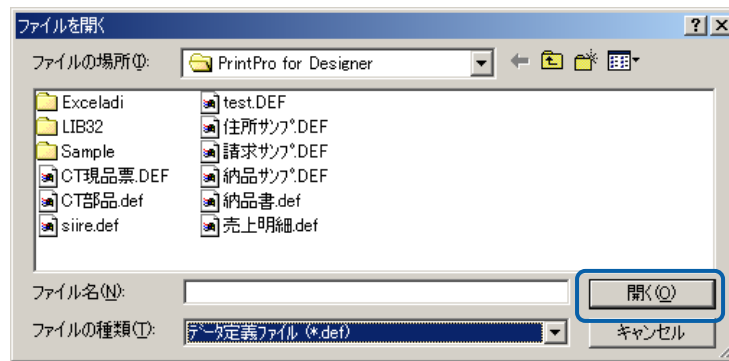 ファイルを開く
ファイルの場所(I):
PrintPro for Designer
Exceladi
LIB32
Sample
CT現品票.DEF
CT部品.def
siire.def
test.DEF
住所サンプ.DEF
請求サンプ.DEF
納品サンプ.DEF
納品書.def
売上明細.def
ファイル名(N):
開く(O)
ファイルの種類(T):
データ定義ファイル (*.def)
キャンセル